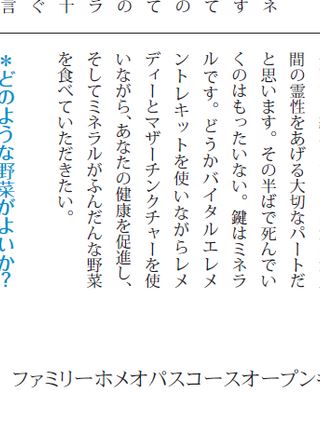 ネ
す
て
の
て
の
ラ
十
ぐ
言
間の霊性をあげる大切なパートだ
と思います。その半ばで死んでい
くのはもったいない。鍵はミネラ
ルです。どうかバイタルエレメ
ントレキットを使いながらレメ
ディーとマザーチンクチャーを使
いながら、あなたの健康を促進し、
そしてミネラルがふんだんな野菜
を食べていただきたい。
＊どのような野菜がよいか？
ファミリーホメオパスコースオープン